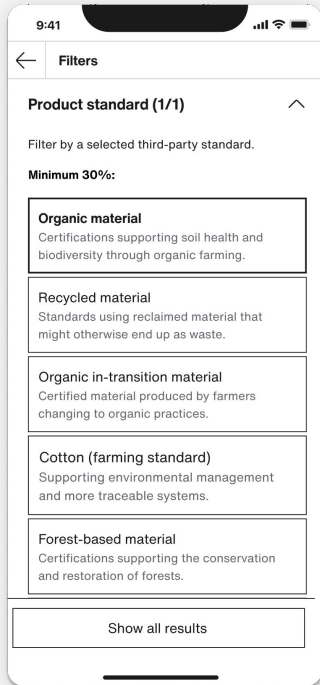 9:41
Filters
Product standard (1/1)
Filter by a selected third-party standard.
Minimum 30%:
Organic material
Certifications supporting soil health and
biodiversity through organic farming.
Recycled material
Standards using reclaimed material that
might otherwise end up as waste.
Organic in-transition material
Certified material produced by farmers
changing to organic practices.
Cotton (farming standard)
Supporting environmental management
and more traceable systems.
Forest-based material
Certifications supporting the conservation
and restoration of forests.
Show all results